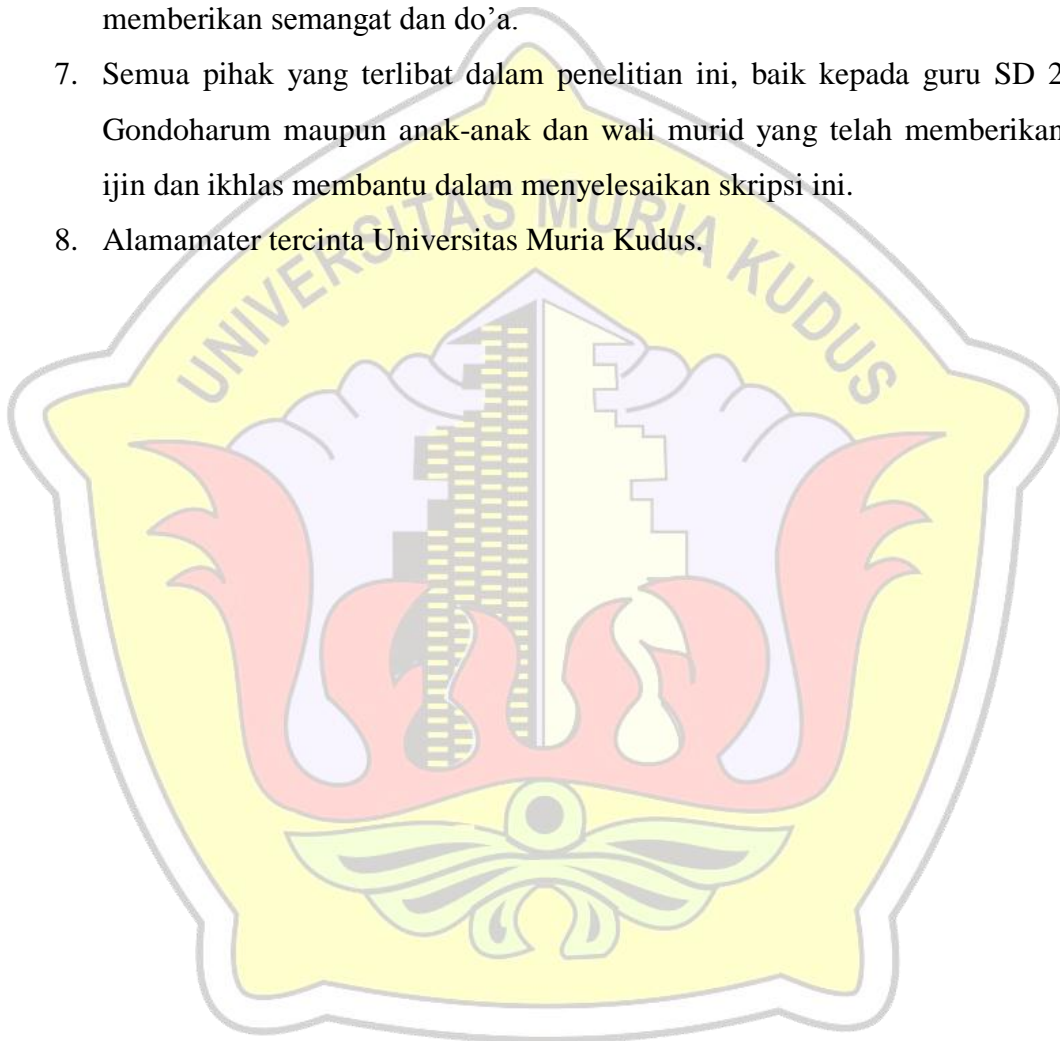 memberikan semangat dan do’a.
7. Semua pihak yang terlibat dalam penelitian ini, baik kepada guru SD 2
Gondoharum maupun anak-anak dan wali murid yang telah memberikan
ijin dan ikhlas membantu dalam menyelesaikan skripsi ini.
8. Alamamater tercinta Universitas Muria Kudus.
UNIVERSITAS MURIA KUDUS